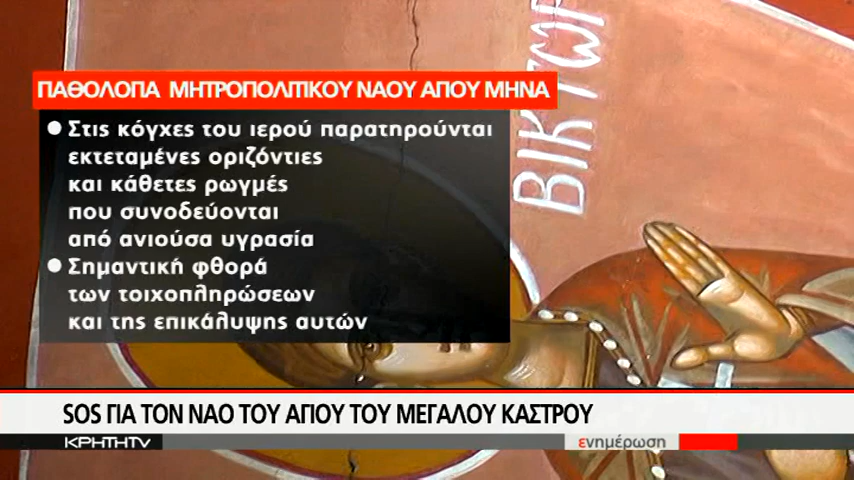 ΒΙΚΤΩΡ
ΠΑΘΟΛΟΓΙΑ ΜΗΤΡΟΠΟΛΙΤΙΚΟΥ ΝΑΟΥ ΑΓΙΟΥ ΜΗΝΑ
● Στις κόγχες του ιερού παρατηρούνται
εκτεταμένες οριζόντιες
και κάθετες ρωγμές
που συνοδεύονται
από ανιούσα υγρασία
● Σημαντική φθορά
των τοιχοπληρώσεων
και της επικάλυψης αυτών
SOS ΓΙΑ ΤΟΝ ΝΑΟ ΤΟΥ ΑΓΙΟΥ ΤΟΥ ΜΕΓΑΛΟΥ ΚΑΣΤΡΟΥ
ΚΡΗΤΗTV
ενημέρωση